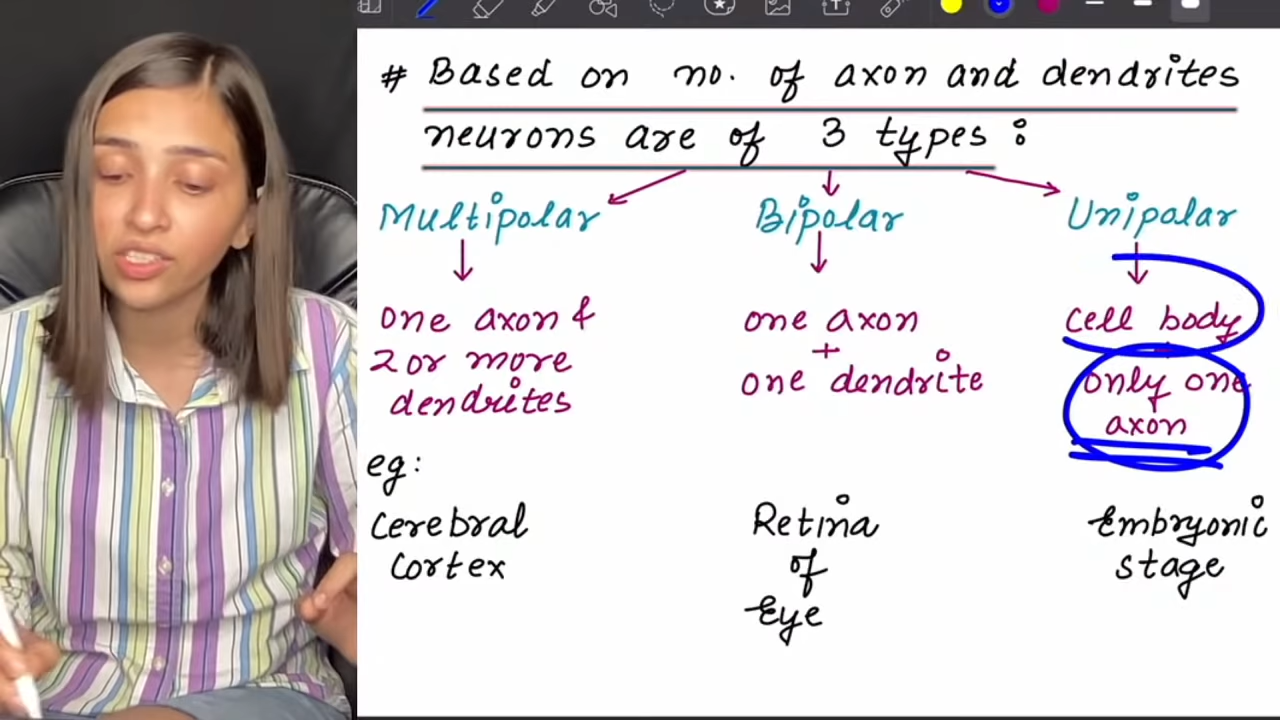 # Based on no. of axon and dendrites
neurons are of 3 types :
Multipolar
one axon &
2 or more
dendrites
eg:
Cerebral
Cortex
Bipolar
one axon
+
one dendrite
Retina
of
Eye
Unipolar
cell body
+
only one
axon
Embryonic
stage